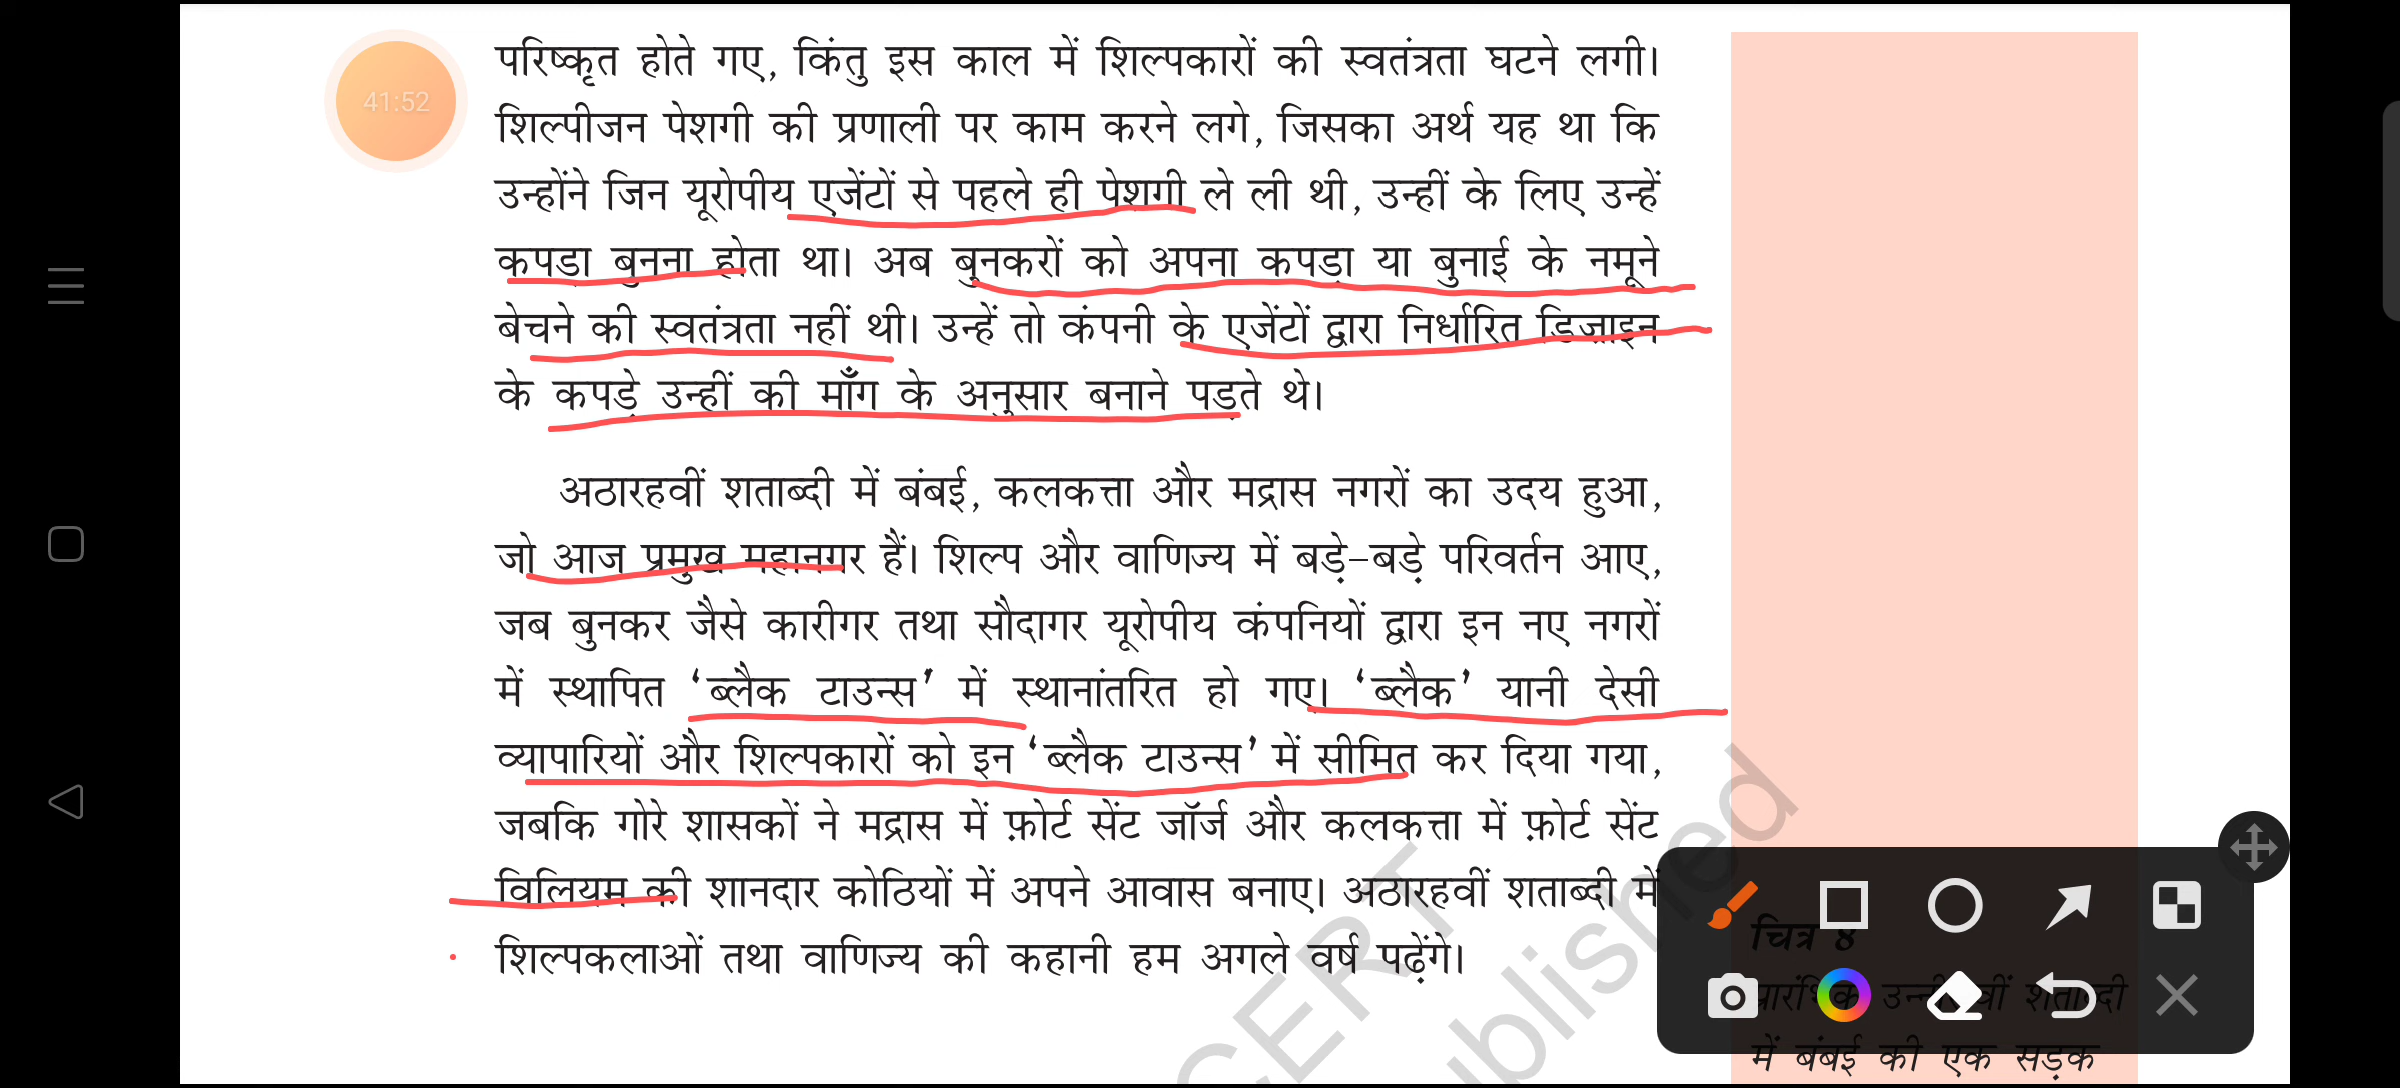 41:52
परिष्कृत होते गए, किंतु इस काल में शिल्पकारों की स्वतंत्रता घटने लगी।
शिल्पीजन पेशगी की प्रणाली पर काम करने लगे, जिसका अर्थ यह था कि
उन्होंने जिन यूरोपीय एजेंटों से पहले ही पेशगी ले ली थी, उन्हीं के लिए उन्हें
कपड़ा बुनना होता था। अब बुनकरों को अपना कपड़ा या बुनाई के नमूने
बेचने की स्वतंत्रता नहीं थी। उन्हें तो कंपनी के एजेंटों द्वारा निर्धारित डिज़ाइन
के कपड़े उन्हीं की माँग के अनुसार बनाने पड़ते थे।
अठारहवीं शताब्दी में बंबई, कलकत्ता और मद्रास नगरों का उदय हुआ,
जो आज प्रमुख महानगर हैं। शिल्प और वाणिज्य में बड़े-बड़े परिवर्तन आए,
जब बुनकर जैसे कारीगर तथा सौदागर यूरोपीय कंपनियों द्वारा इन नए नगरों
में स्थापित ‘ब्लैक टाउन्स’ में स्थानांतरित हो गए। ‘ब्लैक’ यानी देसी
व्यापारियों और शिल्पकारों को इन ‘ब्लैक टाउन्स’ में सीमित कर दिया गया,
जबकि गोरे शासकों ने मद्रास में फ़ोर्ट सेंट जॉर्ज और कलकत्ता में फ़ोर्ट सेंट
विलियम की शानदार कोठियों में अपने आवास बनाए। अठारहवीं शताब्दी में
शिल्पकलाओं तथा वाणिज्य की कहानी हम अगले वर्ष पढ़ेंगे।
चित्र 8
प्रारंभिक उन्नीसवीं शताब्दी
में बंबई की एक सड़क
CERT
blished